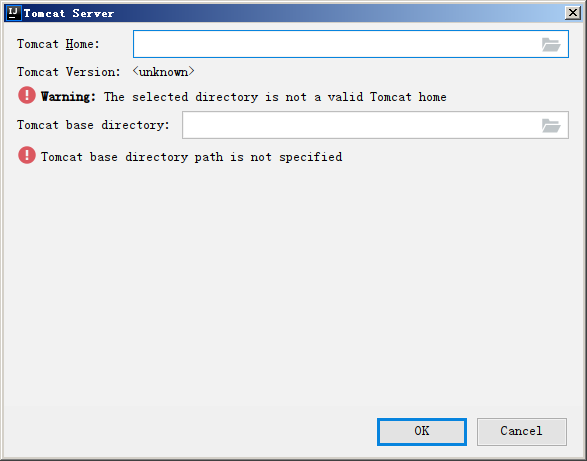 IJ Tomcat Server
Tomcat Home:
Tomcat Version: <unknown>
Warning: The selected directory is not a valid Tomcat home
Tomcat base directory:
Tomcat base directory path is not specified
OK Cancel